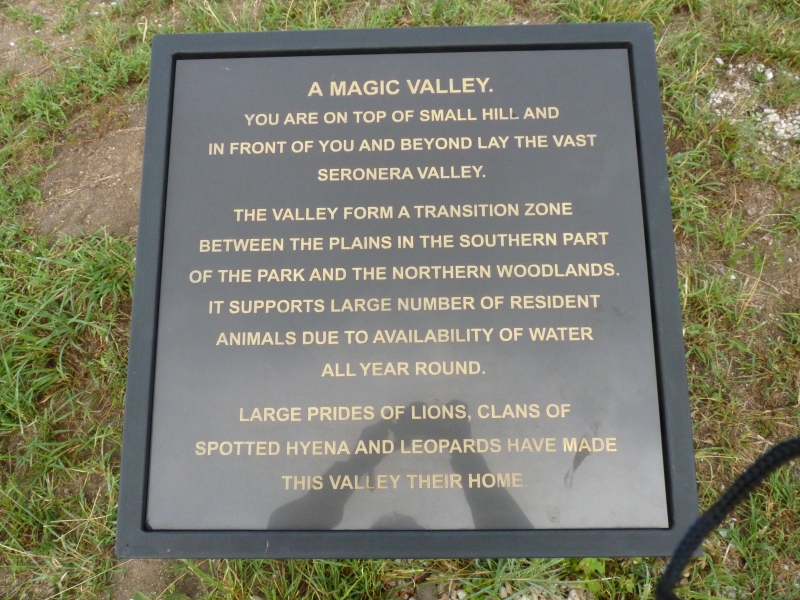 A MAGIC VALLEY.
YOU ARE ON TOP OF SMALL HILL AND
IN FRONT OF YOU AND BEYOND LAY THE VAST
SERONERA VALLEY.
THE VALLEY FORM A TRANSITION ZONE
BETWEEN THE PLAINS IN THE SOUTHERN PART
OF THE PARK AND THE NORTHERN WOODLANDS.
IT SUPPORTS LARGE NUMBER OF RESIDENT
ANIMALS DUE TO AVAILABILITY OF WATER
ALL YEAR ROUND.
LARGE PRIDES OF LIONS, CLANS OF
SPOTTED HYENA AND LEOPARDS HAVE MADE
THIS VALLEY THEIR HOME.